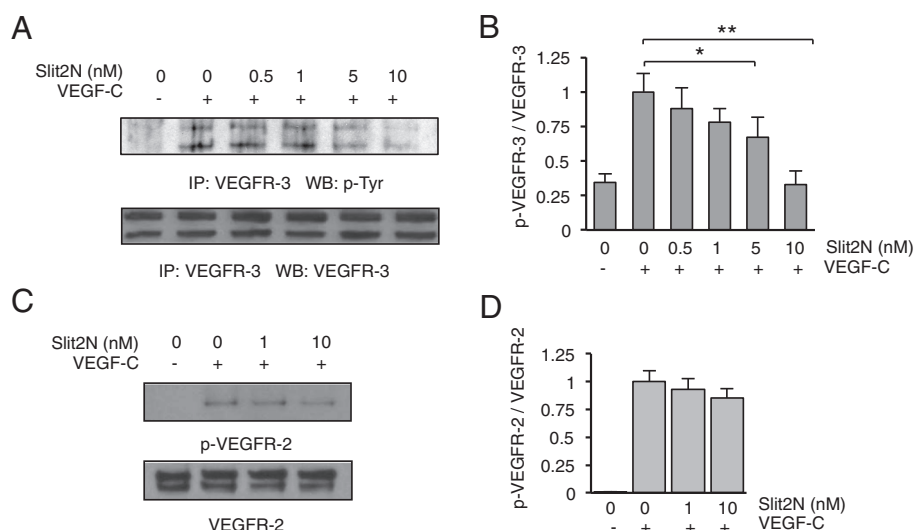 A
Slit2N (nM) 0 0 0.5 1 5 10
VEGF-C - + + + + +
IP: VEGFR-3 WB: p-Tyr
IP: VEGFR-3 WB: VEGFR-3
B
**
*
p-VEGFR-3 / VEGFR-3
1.25
1
0.75
0.5
0.25
0
0 0 0.5 1 5 10 Slit2N (nM)
- + + + + + VEGF-C
C
Slit2N (nM) 0 0 1 10
VEGF-C - + + +
p-VEGFR-2
VEGFR-2
D
p-VEGFR-2 / VEGFR-2
1.25
1
0.75
0.5
0.25
0
0 0 1 10 Slit2N (nM)
- + + + VEGF-C